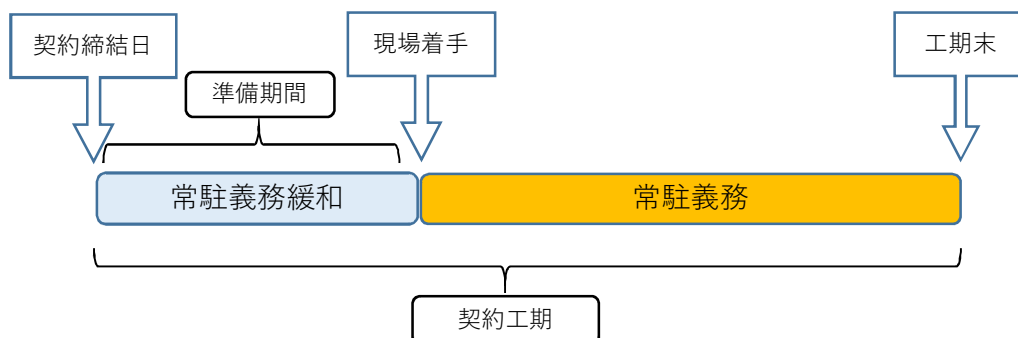 契約締結日
現場着手
工期末
準備期間
常駐義務緩和
常駐義務
契約工期